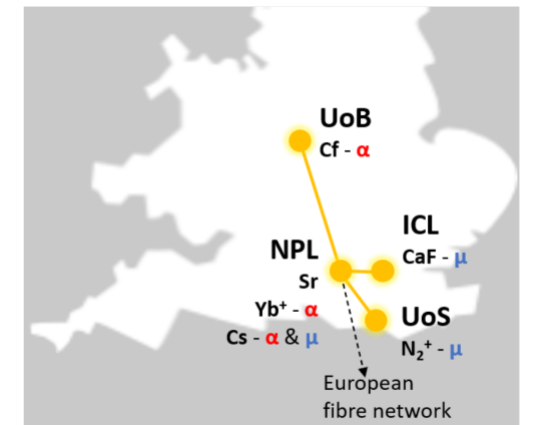 UoB
Cf - α
ICL
CaF - μ
NPL
Sr
Yb⁺ - α
Cs - α & μ
UoS
N₂⁺ - μ
European
fibre network